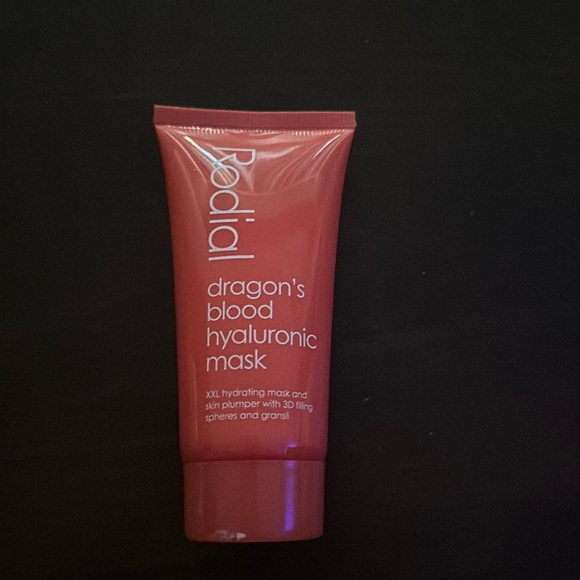 Rodial
dragon's
blood
hyaluronic
mask
XXL hydrating mask and
skin plumper with 3D filling
spheres and gransil